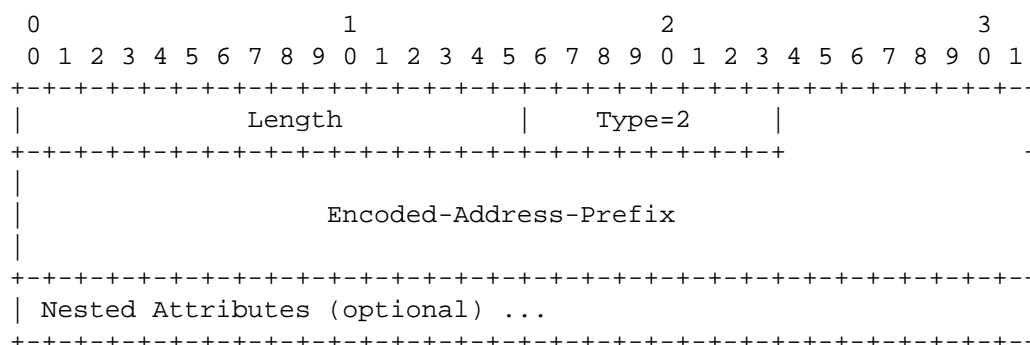 0                   1                   2                   3
 0 1 2 3 4 5 6 7 8 9 0 1 2 3 4 5 6 7 8 9 0 1 2 3 4 5 6 7 8 9 0 1
+-+-+-+-+-+-+-+-+-+-+-+-+-+-+-+-+-+-+-+-+-+-+-+-+-+-+-+-+-+-+-+-
|              Length           |    Type=2     |
+-+-+-+-+-+-+-+-+-+-+-+-+-+-+-+-+-+-+-+-+-+-+-+-+               -
|
|                   Encoded-Address-Prefix
|
+-+-+-+-+-+-+-+-+-+-+-+-+-+-+-+-+-+-+-+-+-+-+-+-+-+-+-+-+-+-+-+-
| Nested Attributes (optional) ...
+-+-+-+-+-+-+-+-+-+-+-+-+-+-+-+-+-+-+-+-+-+-+-+-+-+-+-+-+-+-+-+-